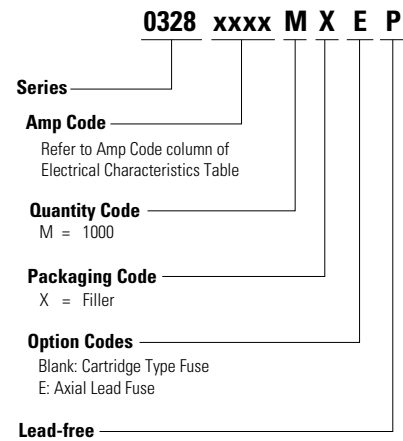 0328 xxxx M X E P
Series
Amp Code
Refer to Amp Code column of
Electrical Characteristics Table
Quantity Code
M = 1000
Packaging Code
X = Filler
Option Codes
Blank: Cartridge Type Fuse
E: Axial Lead Fuse
Lead-free